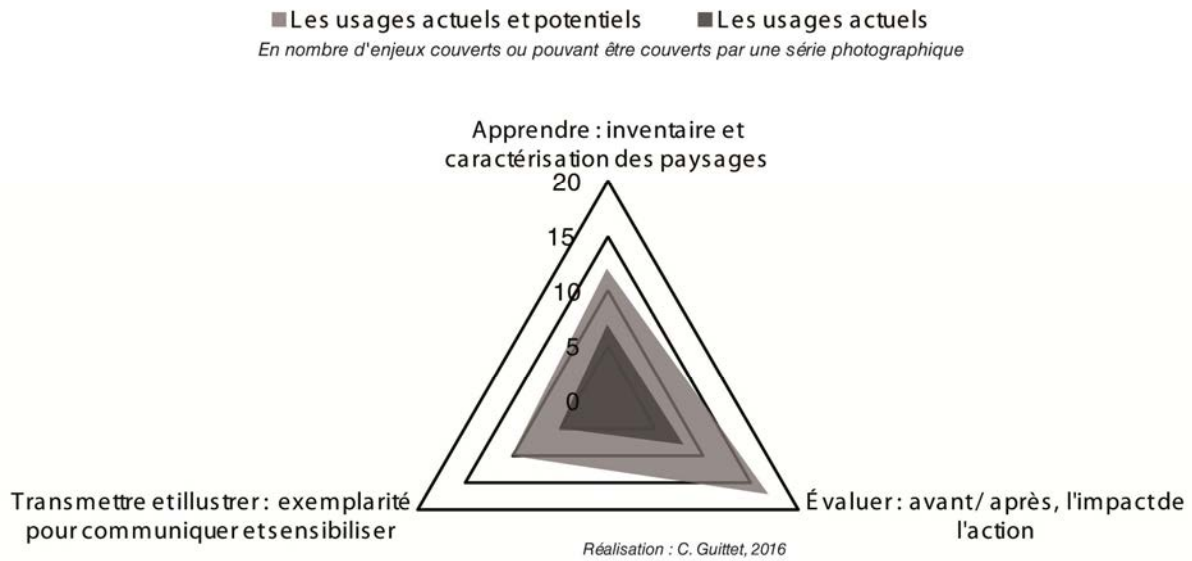 Les usages actuels et potentiels Les usages actuels
En nombre d'enjeux couverts ou pouvant être couverts par une série photographique
Apprendre : inventaire et
caractérisation des paysages
20
15
10
5
0
Transmettre et illustrer : exemplarité
pour communiquer et sensibiliser
Évaluer : avant/ après, l'impact de
l'action
Réalisation : C. Guittet, 2016